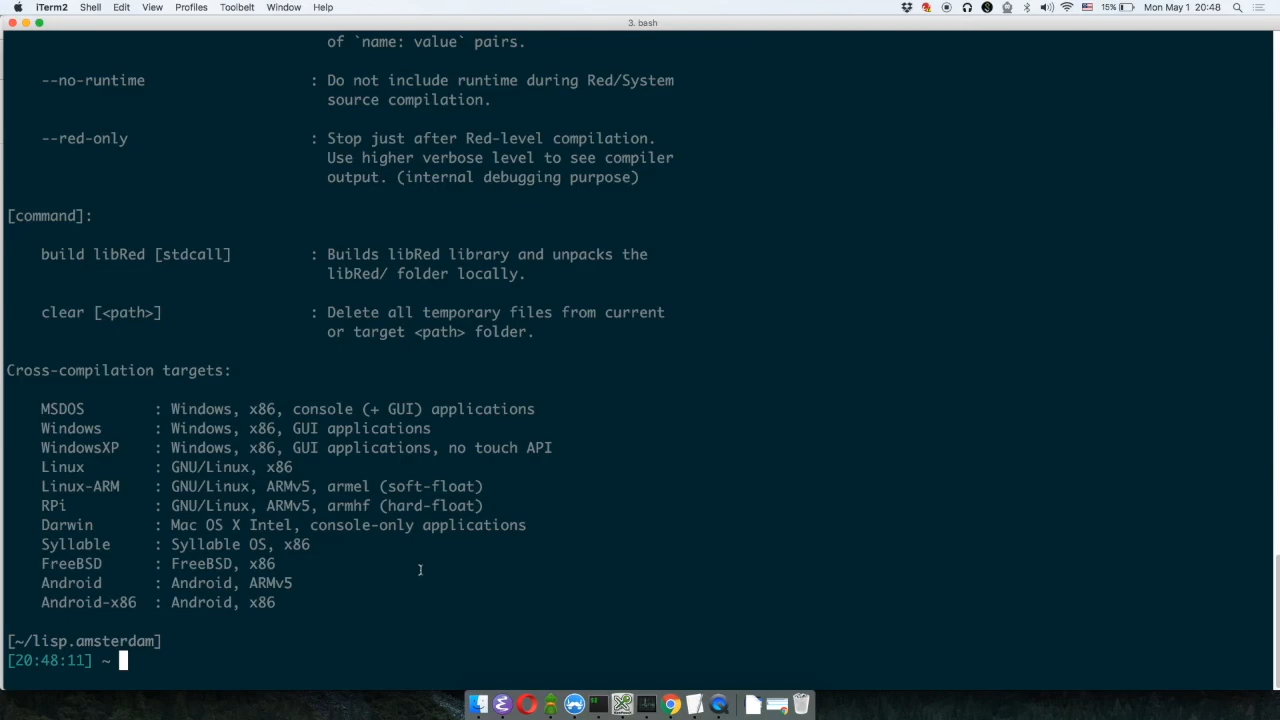 iTerm2 Shell Edit View Profiles Toolbelt Window Help 15% Mon May 1 20:48
3. bash
of `name: value` pairs.
--no-runtime : Do not include runtime during Red/System
source compilation.
--red-only : Stop just after Red-level compilation.
Use higher verbose level to see compiler
output. (internal debugging purpose)
[command]:
build libRed [stdcall] : Builds libRed library and unpacks the
libRed/ folder locally.
clear [<path>] : Delete all temporary files from current
or target <path> folder.
Cross-compilation targets:
MSDOS : Windows, x86, console (+ GUI) applications
Windows : Windows, x86, GUI applications
WindowsXP : Windows, x86, GUI applications, no touch API
Linux : GNU/Linux, x86
Linux-ARM : GNU/Linux, ARMv5, armel (soft-float)
RPi : GNU/Linux, ARMv5, armhf (hard-float)
Darwin : Mac OS X Intel, console-only applications
Syllable : Syllable OS, x86
FreeBSD : FreeBSD, x86
Android : Android, ARMv5
Android-x86 : Android, x86
[~/lisp.amsterdam]
[20:48:11] ~